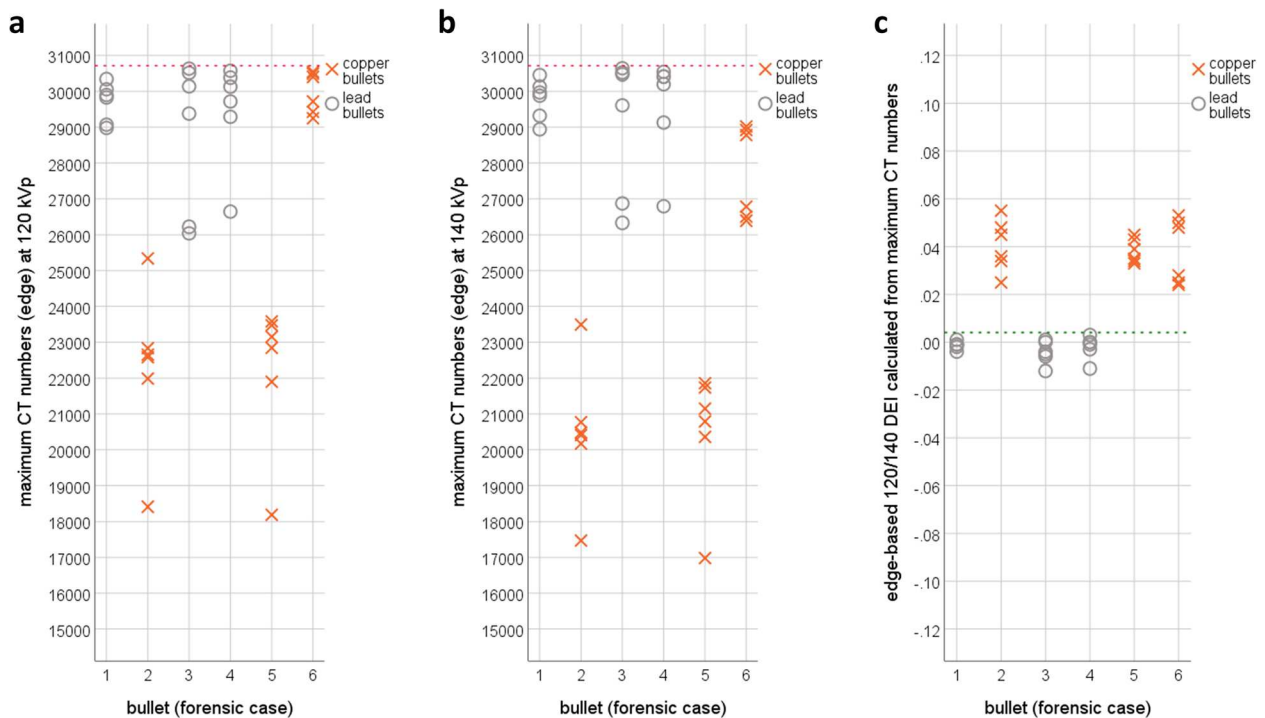 a
maximum CT numbers (edge) at 120 kVp
31000
30000
29000
28000
27000
26000
25000
24000
23000
22000
21000
20000
19000
18000
17000
16000
15000
1 2 3 4 5 6
bullet (forensic case)
copper
bullets
lead
bullets
b
maximum CT numbers (edge) at 140 kVp
31000
30000
29000
28000
27000
26000
25000
24000
23000
22000
21000
20000
19000
18000
17000
16000
15000
1 2 3 4 5 6
bullet (forensic case)
copper
bullets
lead
bullets
c
edge-based 120/140 DEI calculated from maximum CT numbers
.12
.10
.08
.06
.04
.02
.00
-.02
-.04
-.06
-.08
-.10
-.12
1 2 3 4 5 6
bullet (forensic case)
copper
bullets
lead
bullets